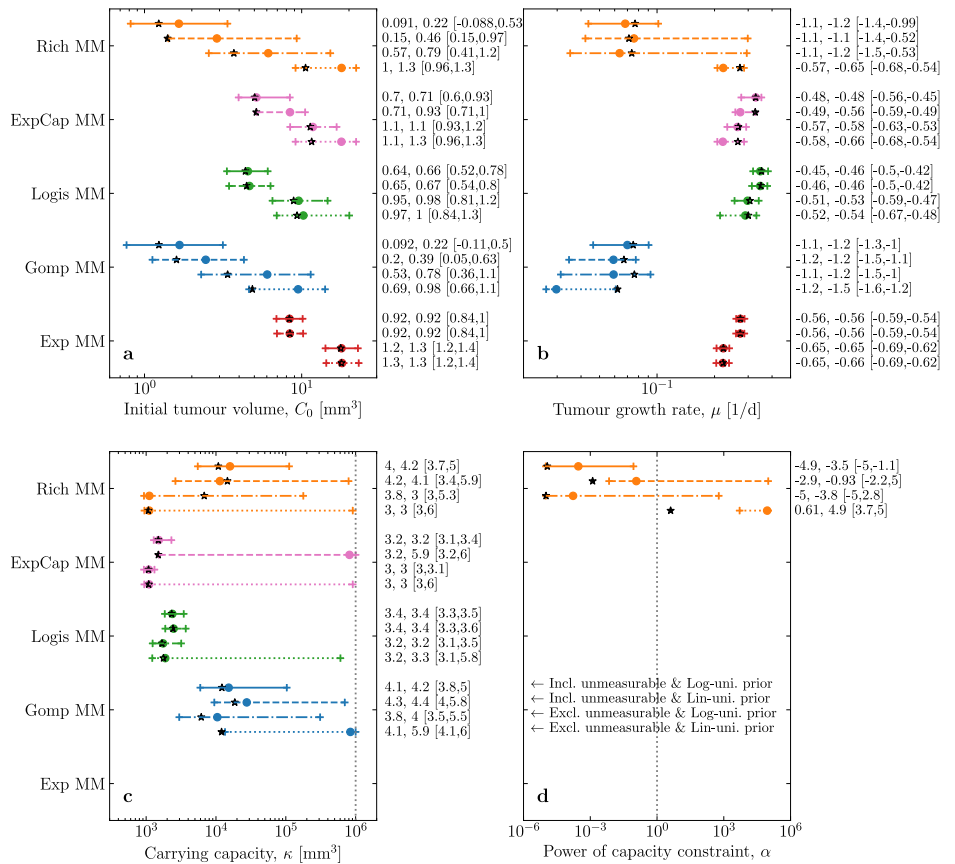 Rich MM
ExpCap MM
Logis MM
Gomp MM
Exp MM
0.091, 0.22 [-0.088,0.53
0.15, 0.46 [0.15,0.97]
0.57, 0.79 [0.41,1.2]
1, 1.3 [0.96,1.3]
0.7, 0.71 [0.6,0.93]
0.71, 0.93 [0.71,1]
1.1, 1.1 [0.93,1.2]
1.1, 1.3 [0.96,1.3]
0.64, 0.66 [0.52,0.78]
0.65, 0.67 [0.54,0.8]
0.95, 0.98 [0.81,1.2]
0.97, 1 [0.84,1.3]
0.092, 0.22 [-0.11,0.5]
0.2, 0.39 [0.05,0.63]
0.53, 0.78 [0.36,1.1]
0.69, 0.98 [0.66,1.1]
0.92, 0.92 [0.84,1]
0.92, 0.92 [0.84,1]
1.2, 1.3 [1.2,1.4]
1.3, 1.3 [1.2,1.4]
a
10⁰ 10¹
Initial tumour volume, C₀ [mm³]
-1.1, -1.2 [-1.4,-0.99]
-1.1, -1.1 [-1.4,-0.52]
-1.1, -1.2 [-1.5,-0.53]
-0.57, -0.65 [-0.68,-0.54]
-0.48, -0.48 [-0.56,-0.45]
-0.49, -0.56 [-0.59,-0.49]
-0.57, -0.58 [-0.63,-0.53]
-0.58, -0.66 [-0.68,-0.54]
-0.45, -0.46 [-0.5,-0.42]
-0.46, -0.46 [-0.5,-0.42]
-0.51, -0.53 [-0.59,-0.47]
-0.52, -0.54 [-0.67,-0.48]
-1.1, -1.2 [-1.3,-1]
-1.2, -1.2 [-1.5,-1.1]
-1.1, -1.2 [-1.5,-1]
-1.2, -1.5 [-1.6,-1.2]
-0.56, -0.56 [-0.59,-0.54]
-0.56, -0.56 [-0.59,-0.54]
-0.65, -0.65 [-0.69,-0.62]
-0.65, -0.66 [-0.69,-0.62]
b
10⁻¹
Tumour growth rate, μ [1/d]
Rich MM
ExpCap MM
Logis MM
Gomp MM
Exp MM
4, 4.2 [3.7,5]
4.2, 4.1 [3.4,5.9]
3.8, 3 [3,5.3]
3, 3 [3,6]
3.2, 3.2 [3.1,3.4]
3.2, 5.9 [3.2,6]
3, 3 [3,3.1]
3, 3 [3,6]
3.4, 3.4 [3.3,3.5]
3.4, 3.4 [3.3,3.6]
3.2, 3.2 [3.1,3.5]
3.2, 3.3 [3.1,5.8]
4.1, 4.2 [3.8,5]
4.3, 4.4 [4,5.8]
3.8, 4 [3.5,5.5]
4.1, 5.9 [4.1,6]
c
10³ 10⁴ 10⁵ 10⁶
Carrying capacity, κ [mm³]
-4.9, -3.5 [-5,-1.1]
-2.9, -0.93 [-2.2,5]
-5, -3.8 [-5,2.8]
0.61, 4.9 [3.7,5]
← Incl. unmeasurable & Log-uni. prior
← Incl. unmeasurable & Lin-uni. prior
← Excl. unmeasurable & Log-uni. prior
← Excl. unmeasurable & Lin-uni. prior
d
10⁻⁶ 10⁻³ 10⁰ 10³ 10⁶
Power of capacity constraint, α